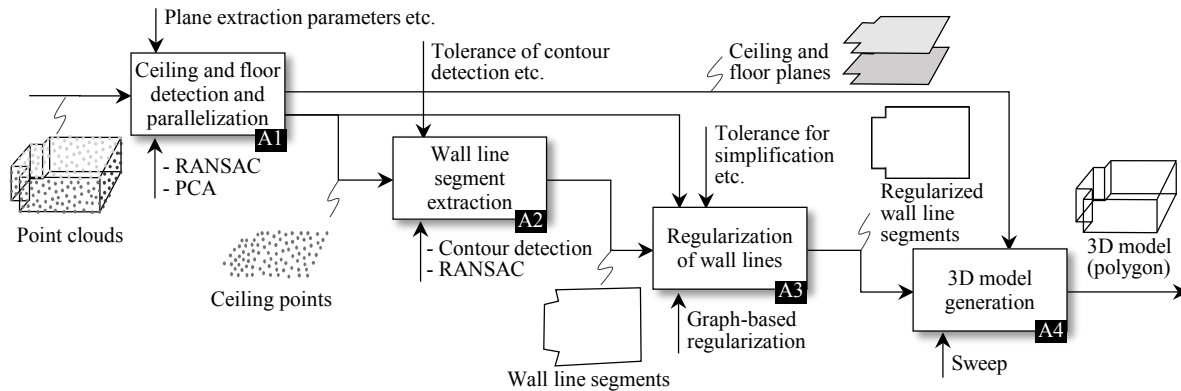 Plane extraction parameters etc.
Ceiling and floor
detection and
parallelization
A1
- RANSAC
- PCA
Point clouds
Tolerance of contour
detection etc.
Ceiling and
floor planes
Ceiling points
Wall line
segment
extraction
A2
- Contour detection
- RANSAC
Wall line segments
Tolerance for
simplification
etc.
Regularization
of wall lines
A3
Graph-based
regularization
Regularized
wall line
segments
3D model
generation
A4
Sweep
3D model
(polygon)